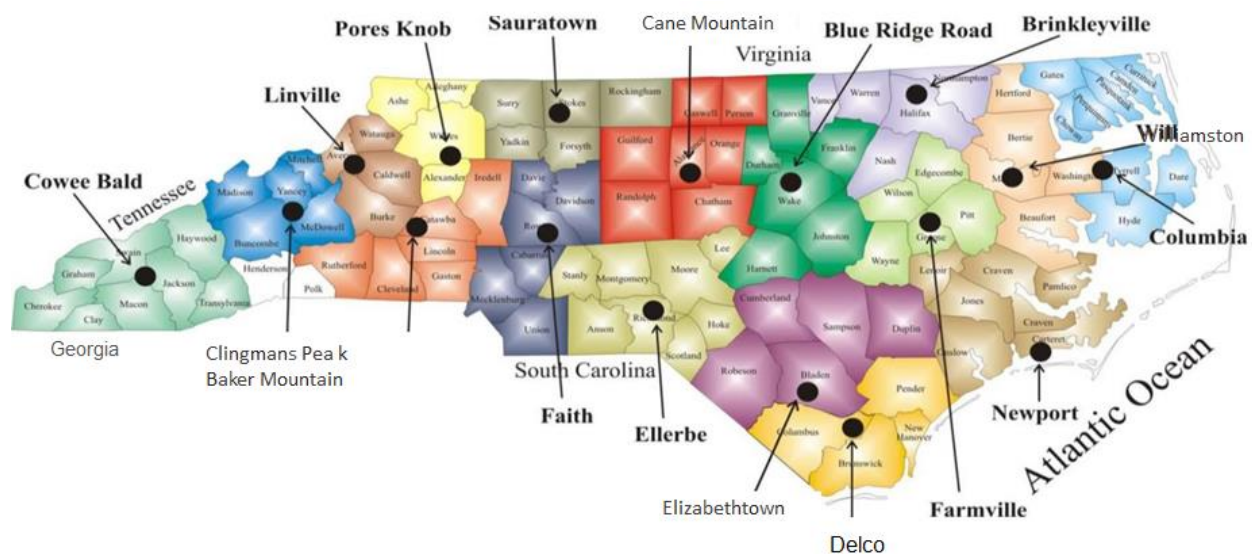 Pores Knob
Sauratown
Cane Mountain
Virginia
Blue Ridge Road
Brinkleyville
Linville
Cowee Bald
Tennessee
Williamston
Columbia
Georgia
Clingmans Pea k
Baker Mountain
South Carolina
Faith
Ellerbe
Elizabethtown
Delco
Farmville
Newport
Atlantic Ocean
Ashe
Alleghany
Surry
Stokes
Rockingham
Caswell
Person
Granville
Vance
Warren
Northampton
Halifax
Hertford
Gates
Currituck
Camden
Pasquotank
Perquimans
Chowan
Watauga
Wilkes
Yadkin
Forsyth
Guilford
Orange
Durham
Franklin
Nash
Bertie
Edgecombe
Washington
Tyrrell
Dare
Hyde
Mitchell
Avery
Caldwell
Alexander
Iredell
Davie
Davidson
Randolph
Chatham
Wake
Wilson
Pitt
Beaufort
Madison
Yancey
McDowell
Burke
Catawba
Johnston
Greene
Wayne
Buncombe
Haywood
Swain
Henderson
Rutherford
Lincoln
Cabarrus
Lee
Harnett
Lenoir
Craven
Pamlico
Graham
Jackson
Polk
Cleveland
Gaston
Mecklenburg
Stanly
Montgomery
Moore
Cumberland
Sampson
Duplin
Jones
Craven
Carteret
Cherokee
Clay
Macon
Transylvania
Union
Anson
Richmond
Hoke
Scotland
Robeson
Bladen
Onslow
Pender
Columbus
New
Hanover
Brunswick